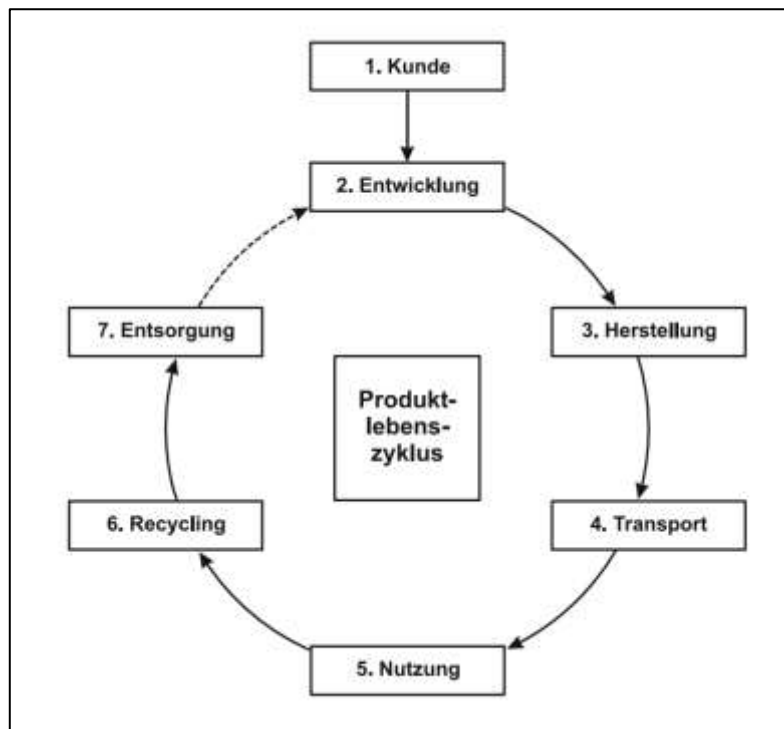 1. Kunde
2. Entwicklung
7. Entsorgung
3. Herstellung
Produkt-
lebens-
zyklus
6. Recycling
4. Transport
5. Nutzung